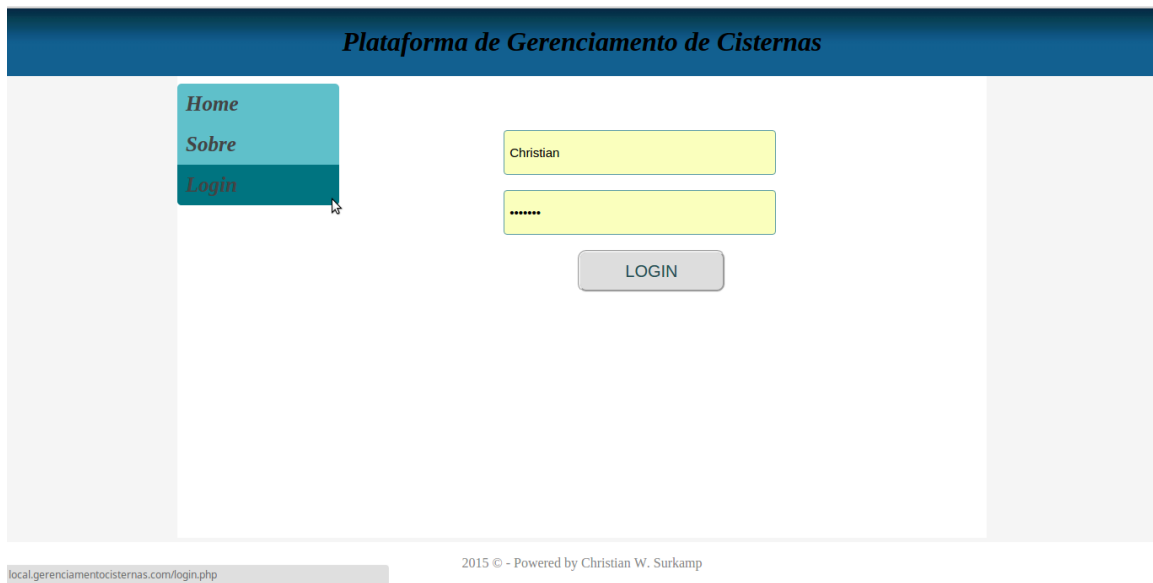 Plataforma de Gerenciamento de Cisternas
Home
Sobre
Login
Christian
•••••••
LOGIN
2015 © - Powered by Christian W. Surkamp
local.gerenciamentocisternas.com/login.php